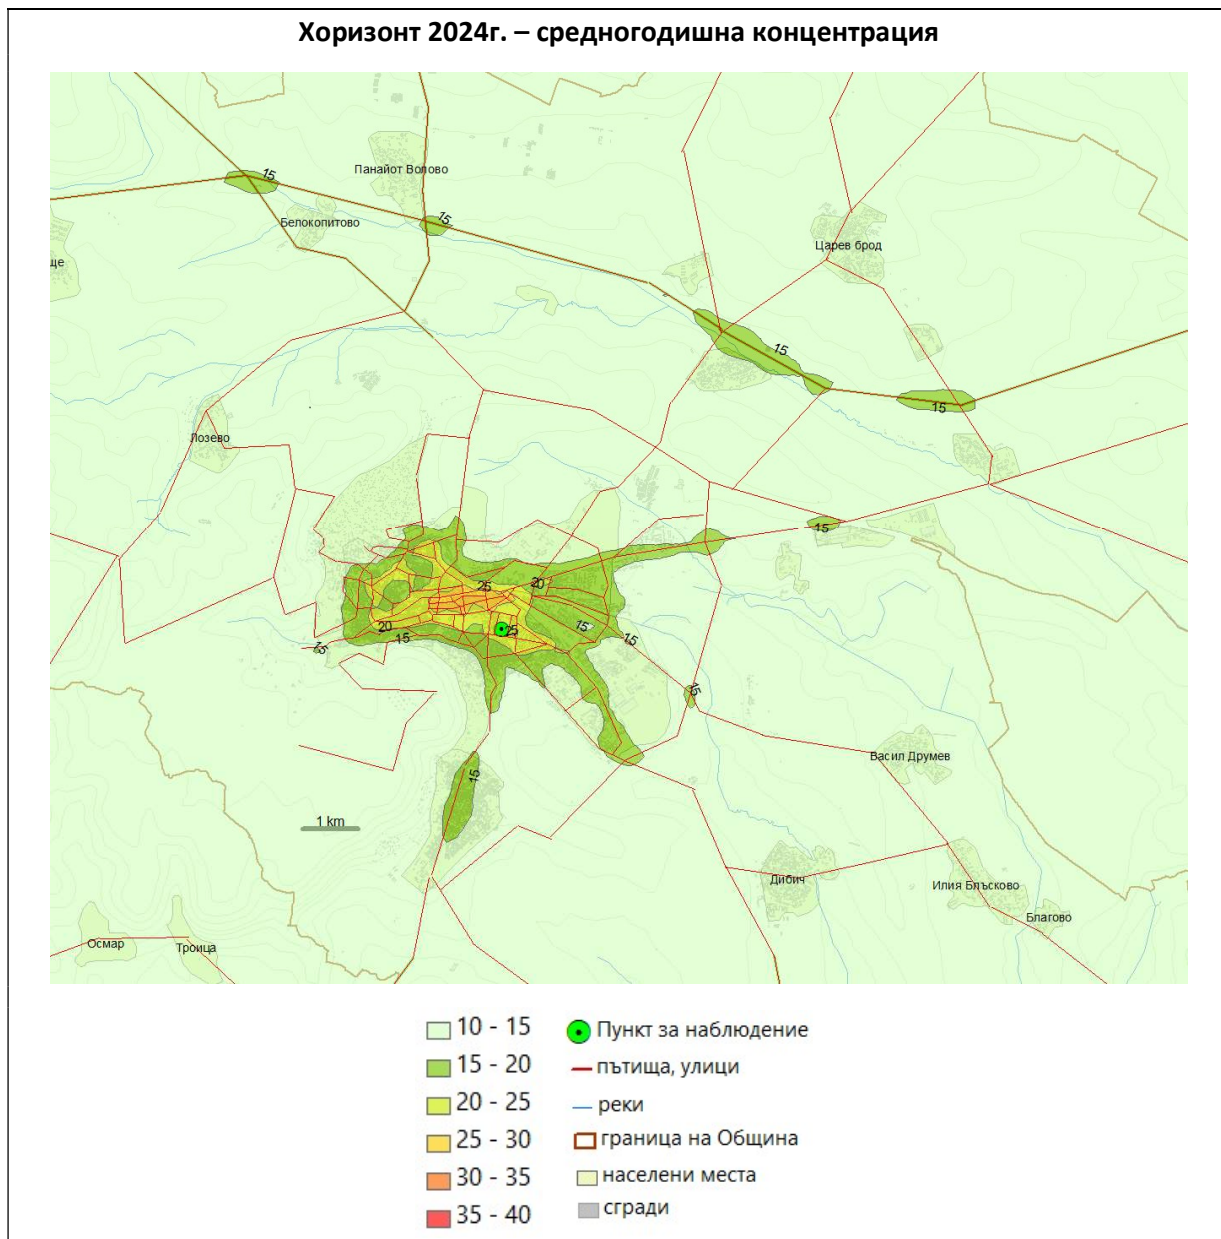 Хоризонт 2024г. – средногодишна концентрация
15
Панайот Волово
15
Белокопитово
Царев брод
ще
15
15
Лозево
15
25
20
20
15
25
15
15
15
15
15
Васил Друмев
1 km
Дибич
Илия Блъсково
Благово
Осмар
Троица
10 - 15
Пункт за наблюдение
15 - 20
пътища, улици
20 - 25
реки
25 - 30
граница на Община
30 - 35
населени места
35 - 40
сгради